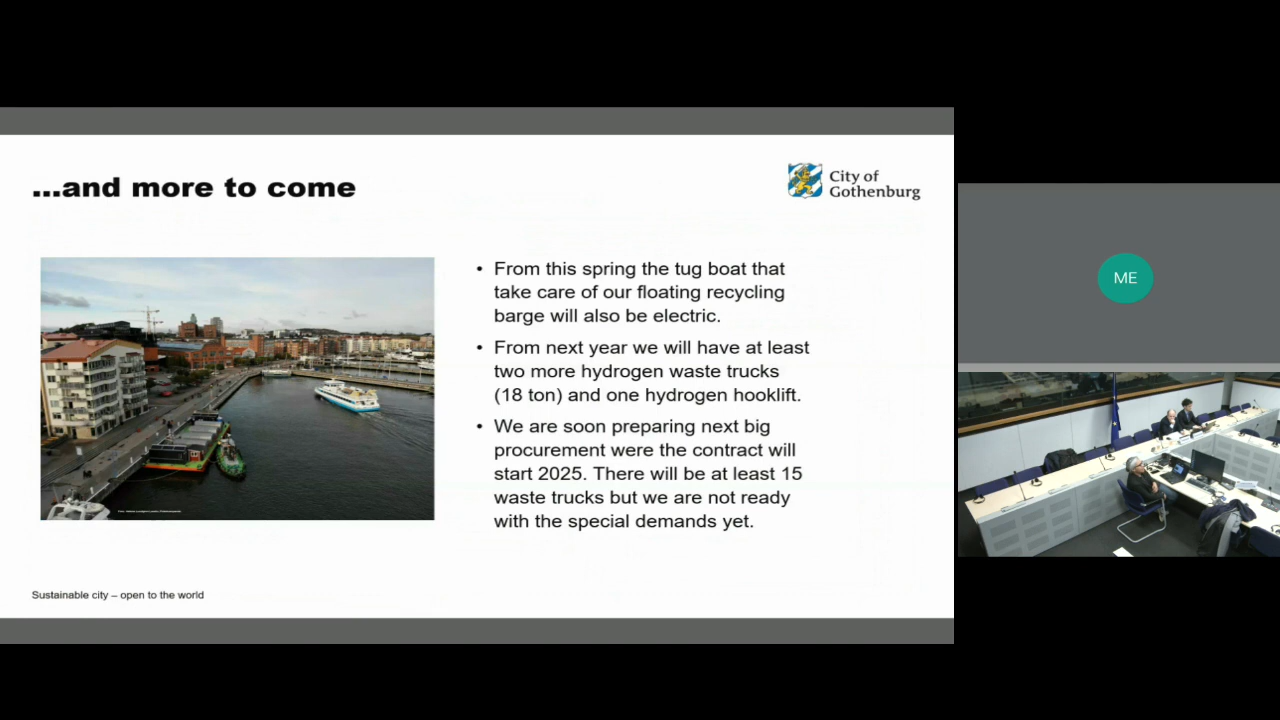 ...and more to come
City of
Gothenburg
• From this spring the tug boat that
take care of our floating recycling
barge will also be electric.
• From next year we will have at least
two more hydrogen waste trucks
(18 ton) and one hydrogen hooklift.
• We are soon preparing next big
procurement were the contract will
start 2025. There will be at least 15
waste trucks but we are not ready
with the special demands yet.
Sustainable city – open to the world
ME